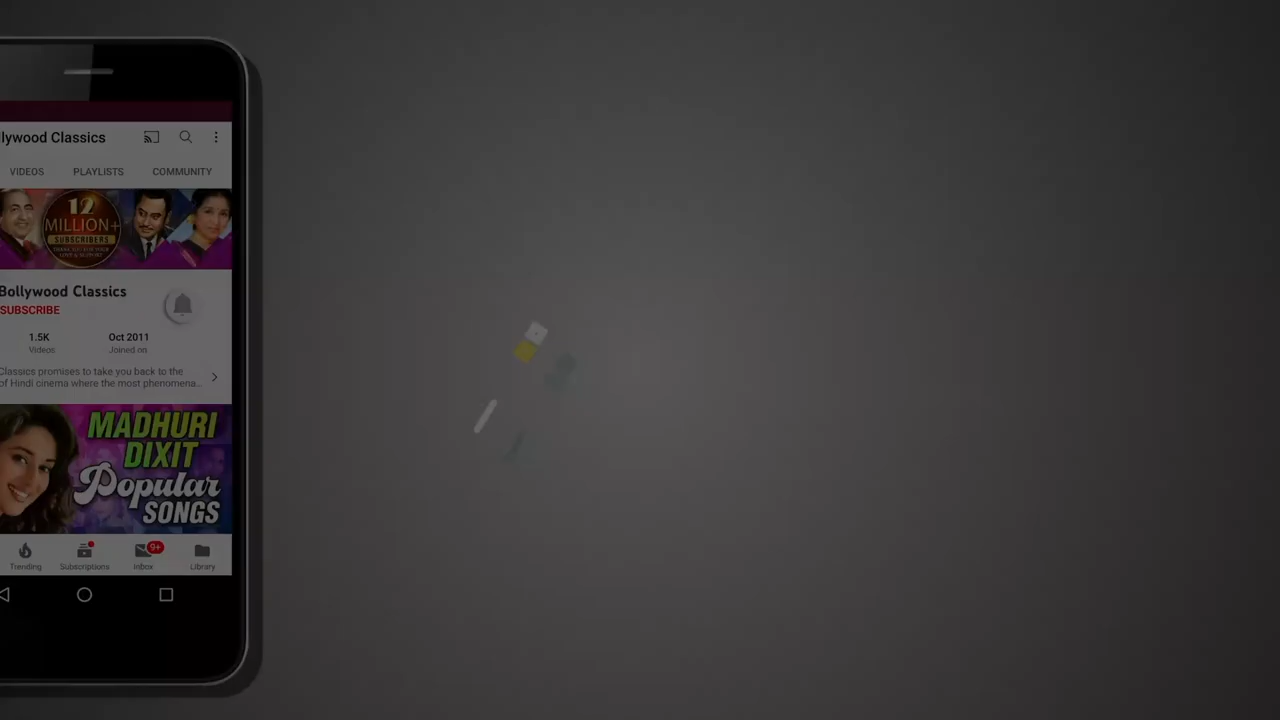 llywood Classics
VIDEOS PLAYLISTS COMMUNITY
12
MILLION+
SUBSCRIBERS
LOVE & SUPPORT
Bollywood Classics
SUBSCRIBE
1.5K Oct 2011
Videos Joined on
Classics promises to take you back to the
of Hindi cinema where the most phenomena...
MADHURI
DIXIT
Popular
SONGS
9+
Trending Subscriptions Inbox Library